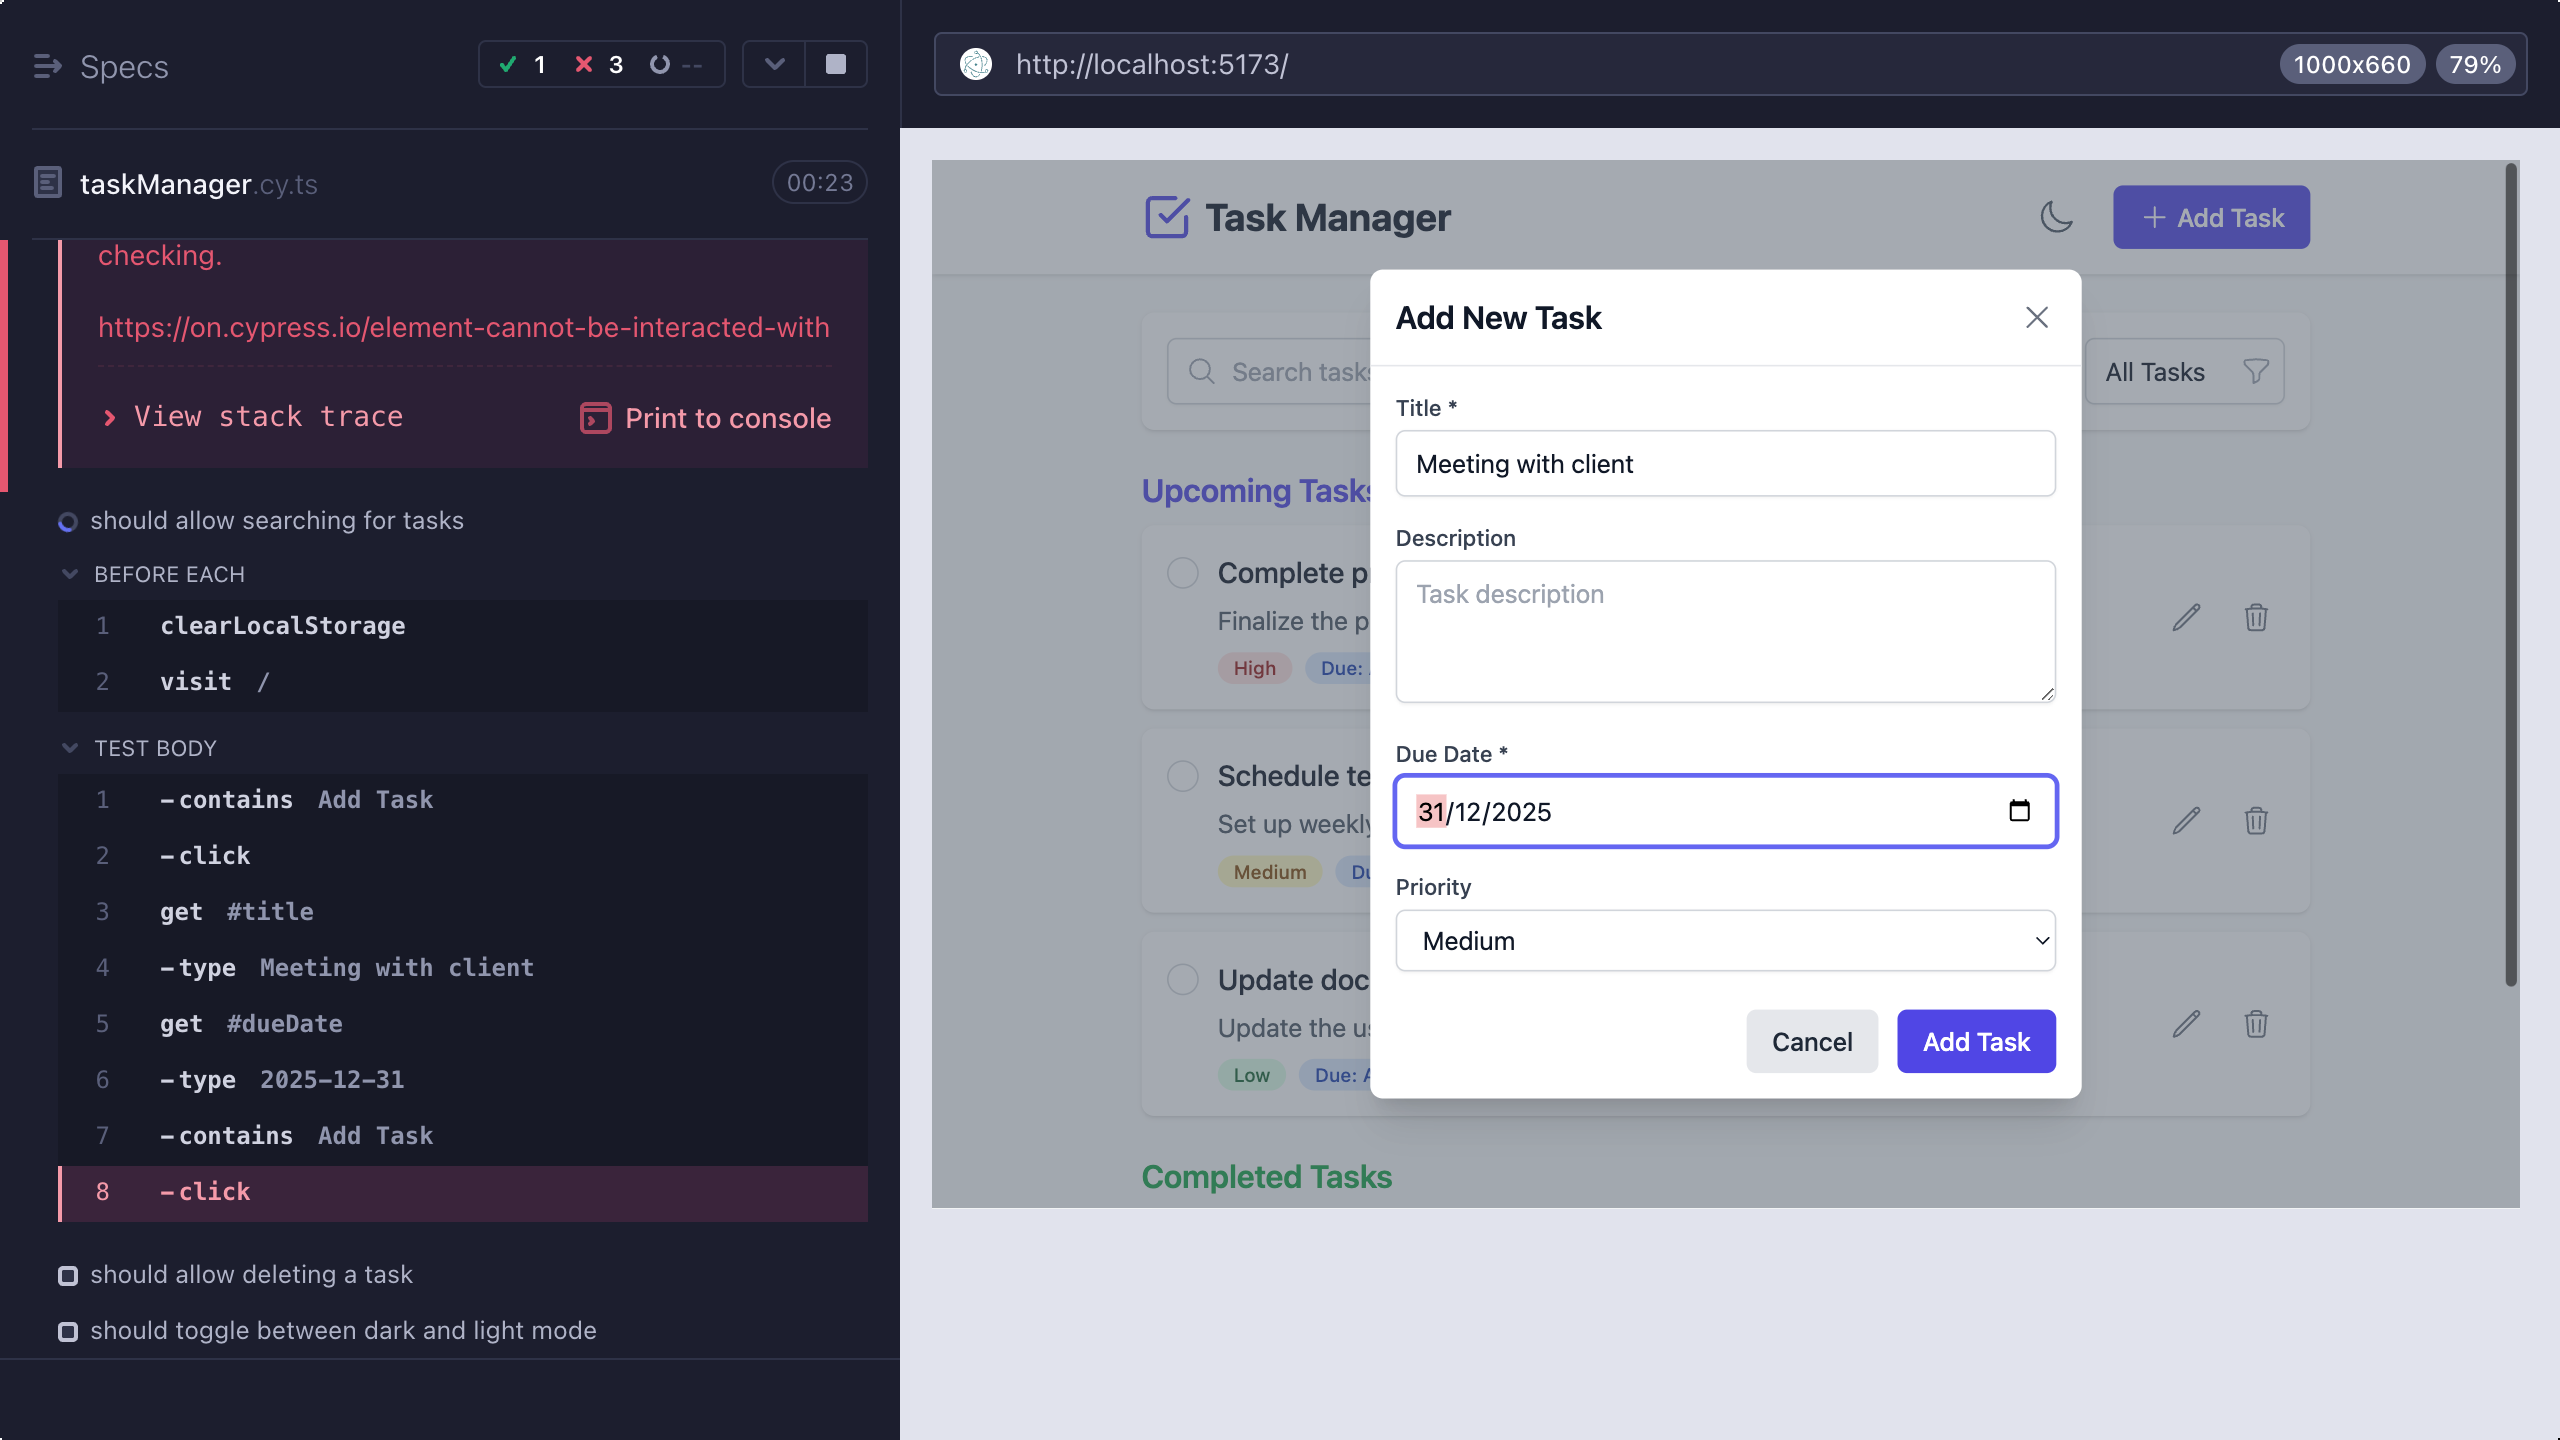 Specs
1
3
--
taskManager.cy.ts
00:23
checking.
https://on.cypress.io/element-cannot-be-interacted-with
View stack trace
Print to console
should allow searching for tasks
BEFORE EACH
1 clearLocalStorage
2 visit /
TEST BODY
1 -contains Add Task
2 -click
3 get #title
4 -type Meeting with client
5 get #dueDate
6 -type 2025-12-31
7 -contains Add Task
8 -click
should allow deleting a task
should toggle between dark and light mode
http://localhost:5173/
1000x660
79%
Task Manager
Add Task
Search tasks
All Tasks
Upcoming Tasks
Complete p
Finalize the p
High
Due:
Schedule te
Set up weekly
Medium
Du
Update doc
Update the us
Low
Due: A
Completed Tasks
Add New Task
Title *
Meeting with client
Description
Task description
Due Date *
31/12/2025
Priority
Medium
Cancel
Add Task